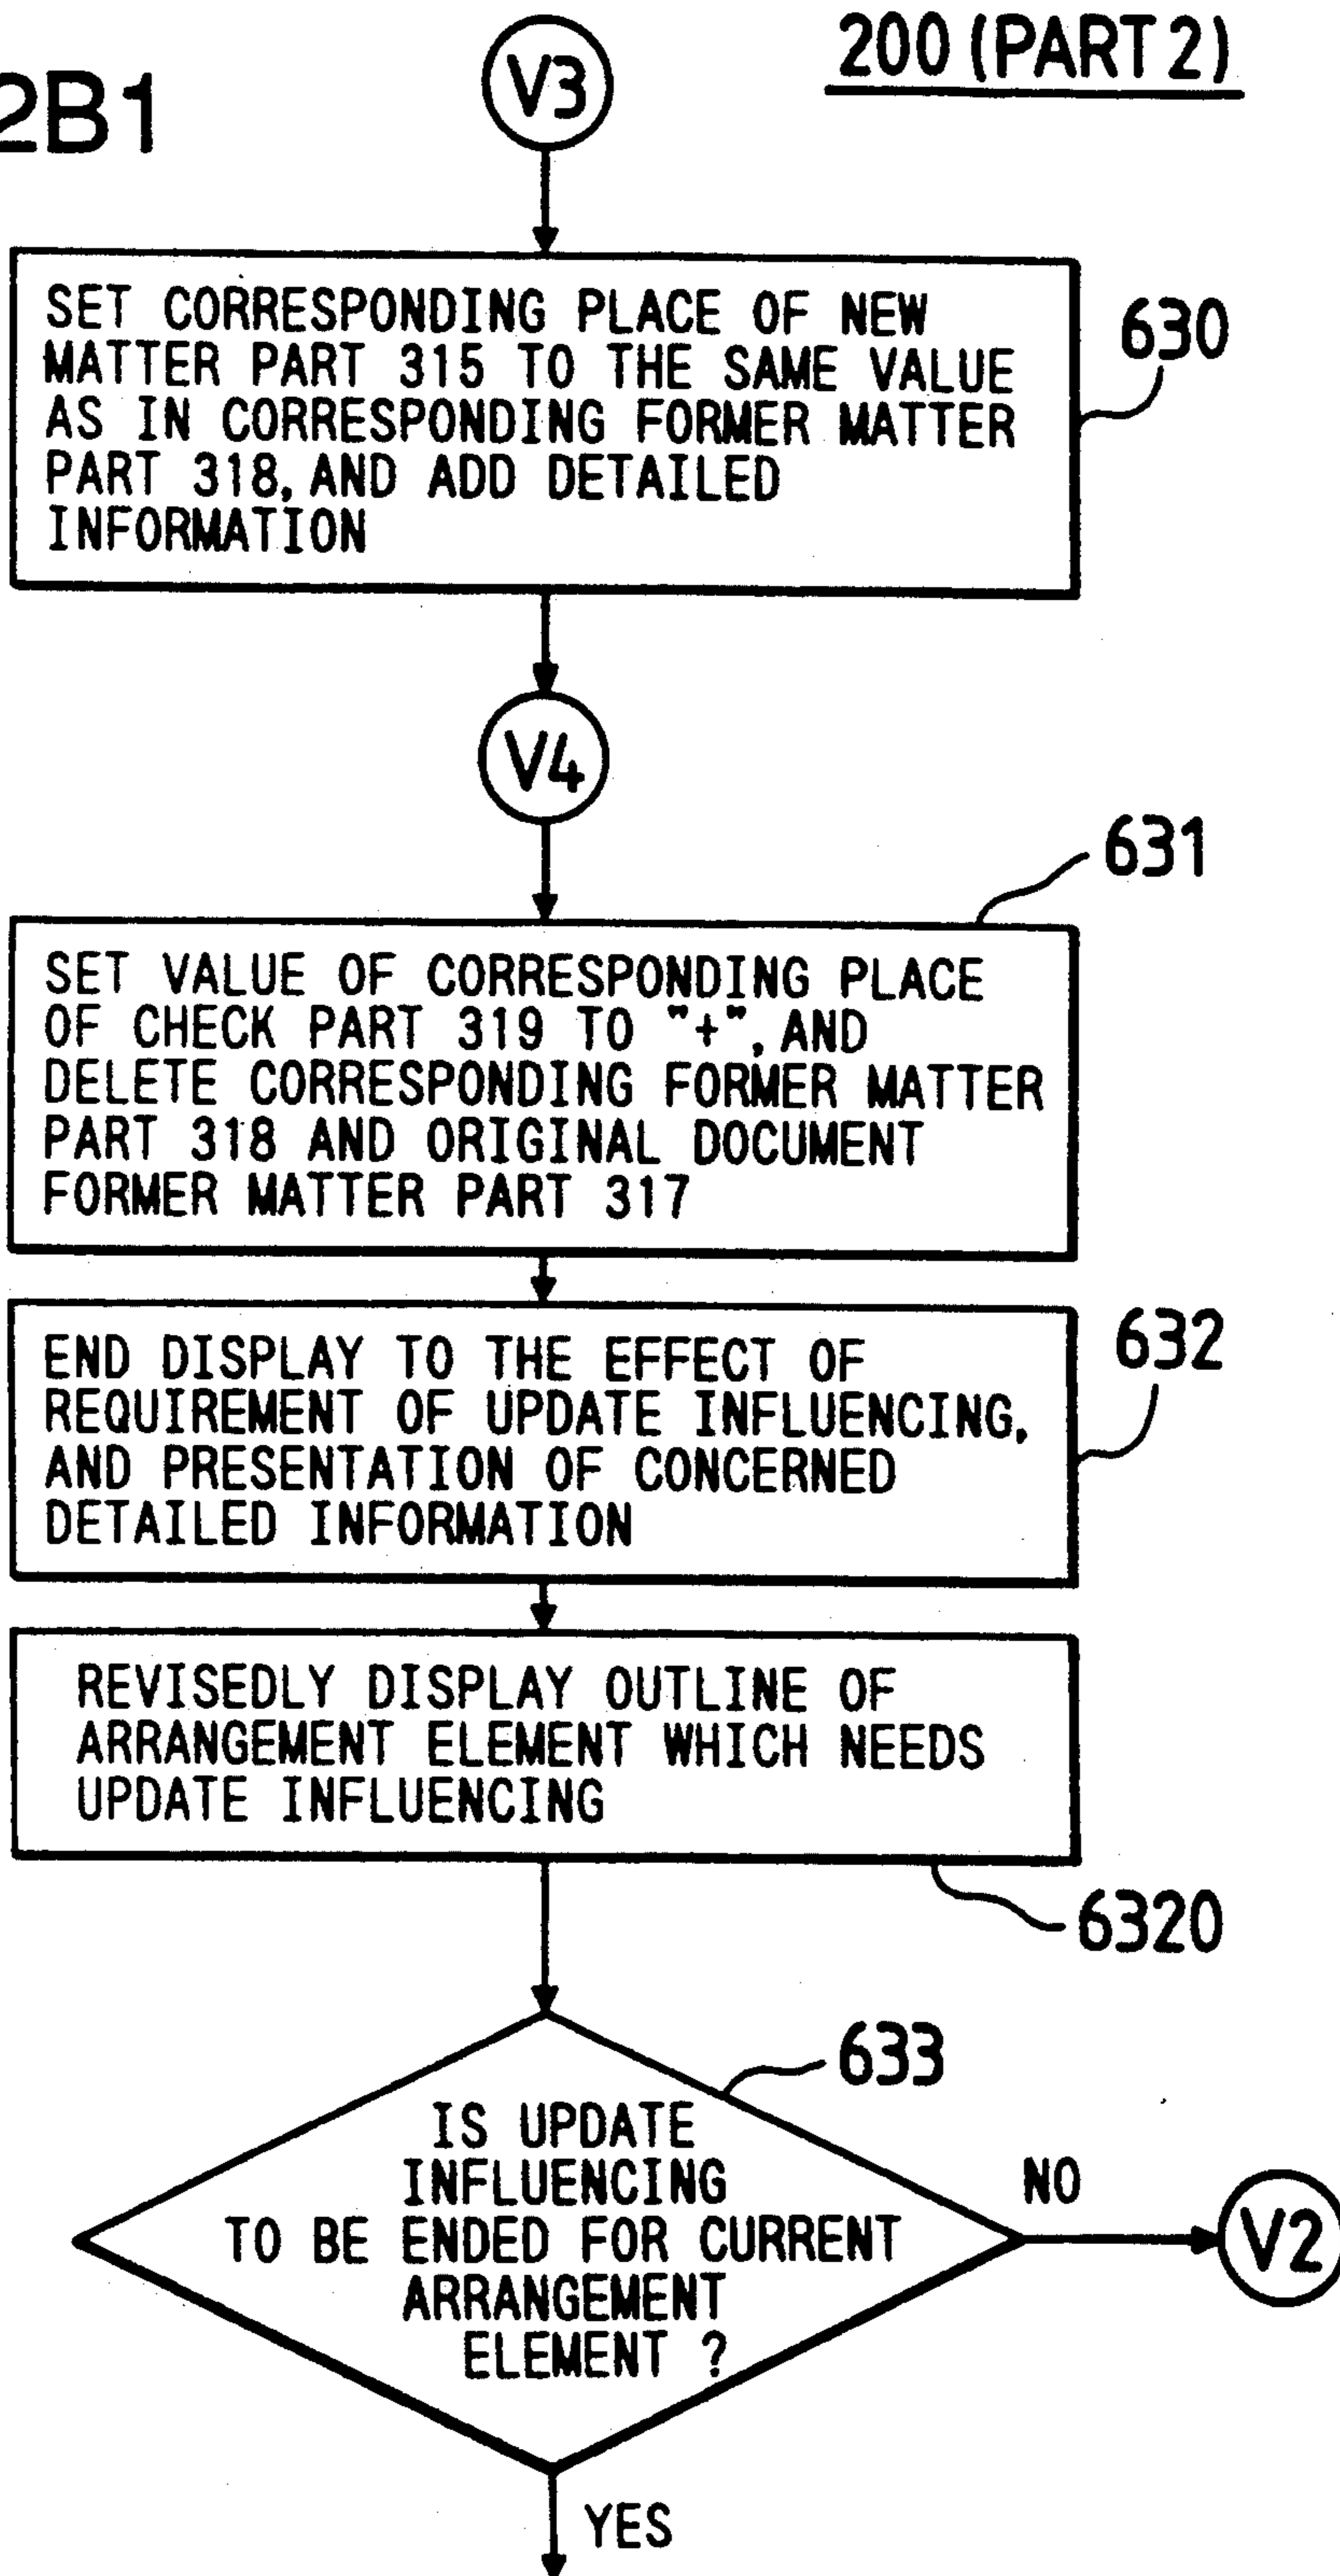 2B1
V3
200 (PART 2)
SET CORRESPONDING PLACE OF NEW
MATTER PART 315 TO THE SAME VALUE
AS IN CORRESPONDING FORMER MATTER
PART 318, AND ADD DETAILED
INFORMATION
630
V4
631
SET VALUE OF CORRESPONDING PLACE
OF CHECK PART 319 TO "+", AND
DELETE CORRESPONDING FORMER MATTER
PART 318 AND ORIGINAL DOCUMENT
FORMER MATTER PART 317
END DISPLAY TO THE EFFECT OF
REQUIREMENT OF UPDATE INFLUENCING,
AND PRESENTATION OF CONCERNED
DETAILED INFORMATION
632
REVISEDLY DISPLAY OUTLINE OF
ARRANGEMENT ELEMENT WHICH NEEDS
UPDATE INFLUENCING
6320
633
IS UPDATE
INFLUENCING
TO BE ENDED FOR CURRENT
ARRANGEMENT
ELEMENT ?
NO
V2
YES